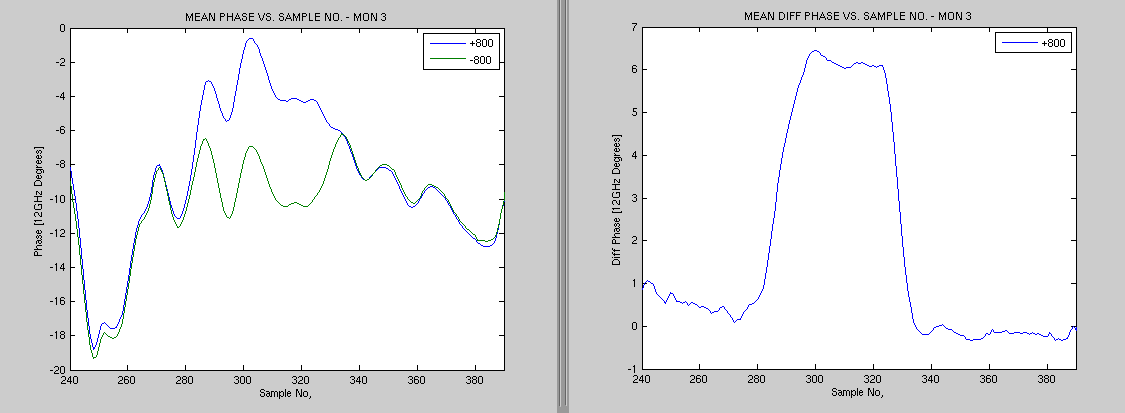 MEAN PHASE VS. SAMPLE NO. - MON 3
0
-2
-4
-6
-8
-10
-12
-14
-16
-18
-20
Phase [12GHz Degrees]
+800
-800
240 260 280 300 320 340 360 380
Sample No,
MEAN DIFF PHASE VS. SAMPLE NO. - MON 3
7
6
5
4
3
2
1
0
-1
Diff Phase [12GHz Degrees]
+800
240 260 280 300 320 340 360 380
Sample No,